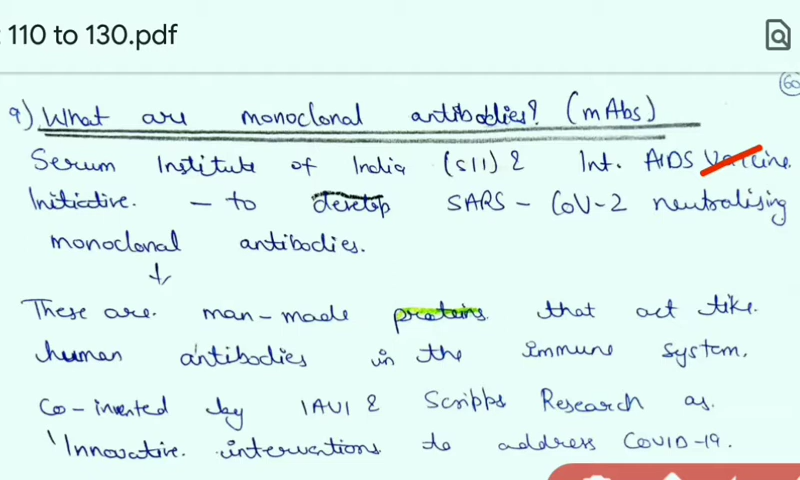 110 to 130.pdf
60
9) What are monoclonal antibodies? (mAbs)
Serum Institute of India (SII) & Int. AIDS Vaccine
Initiative - to develop SARS - CoV-2 neutralising
monoclonal antibodies.
These are man-made proteins that act like
human antibodies in the immune system.
Co-invented by IAVI & Scripps Research as
'Innovative interventions to address COVID-19.